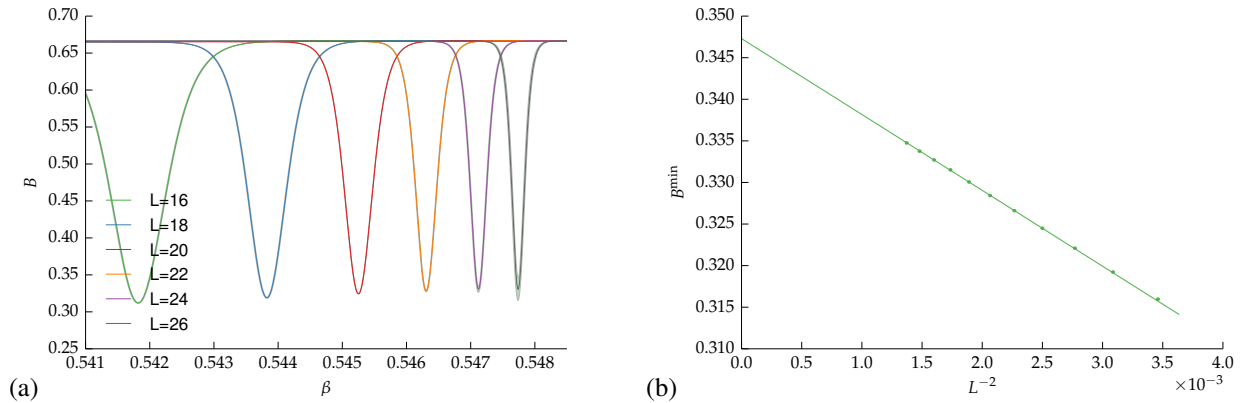 0.70
0.65
0.60
0.55
0.50
0.45
0.40
0.35
0.30
0.25
B
L=16
L=18
L=20
L=22
L=24
L=26
0.541 0.542 0.543 0.544 0.545 0.546 0.547 0.548
β
(a)
0.350
0.345
0.340
0.335
0.330
0.325
0.320
0.315
0.310
B^min
0.0 0.5 1.0 1.5 2.0 2.5 3.0 3.5 4.0
L^−2
×10^−3
(b)